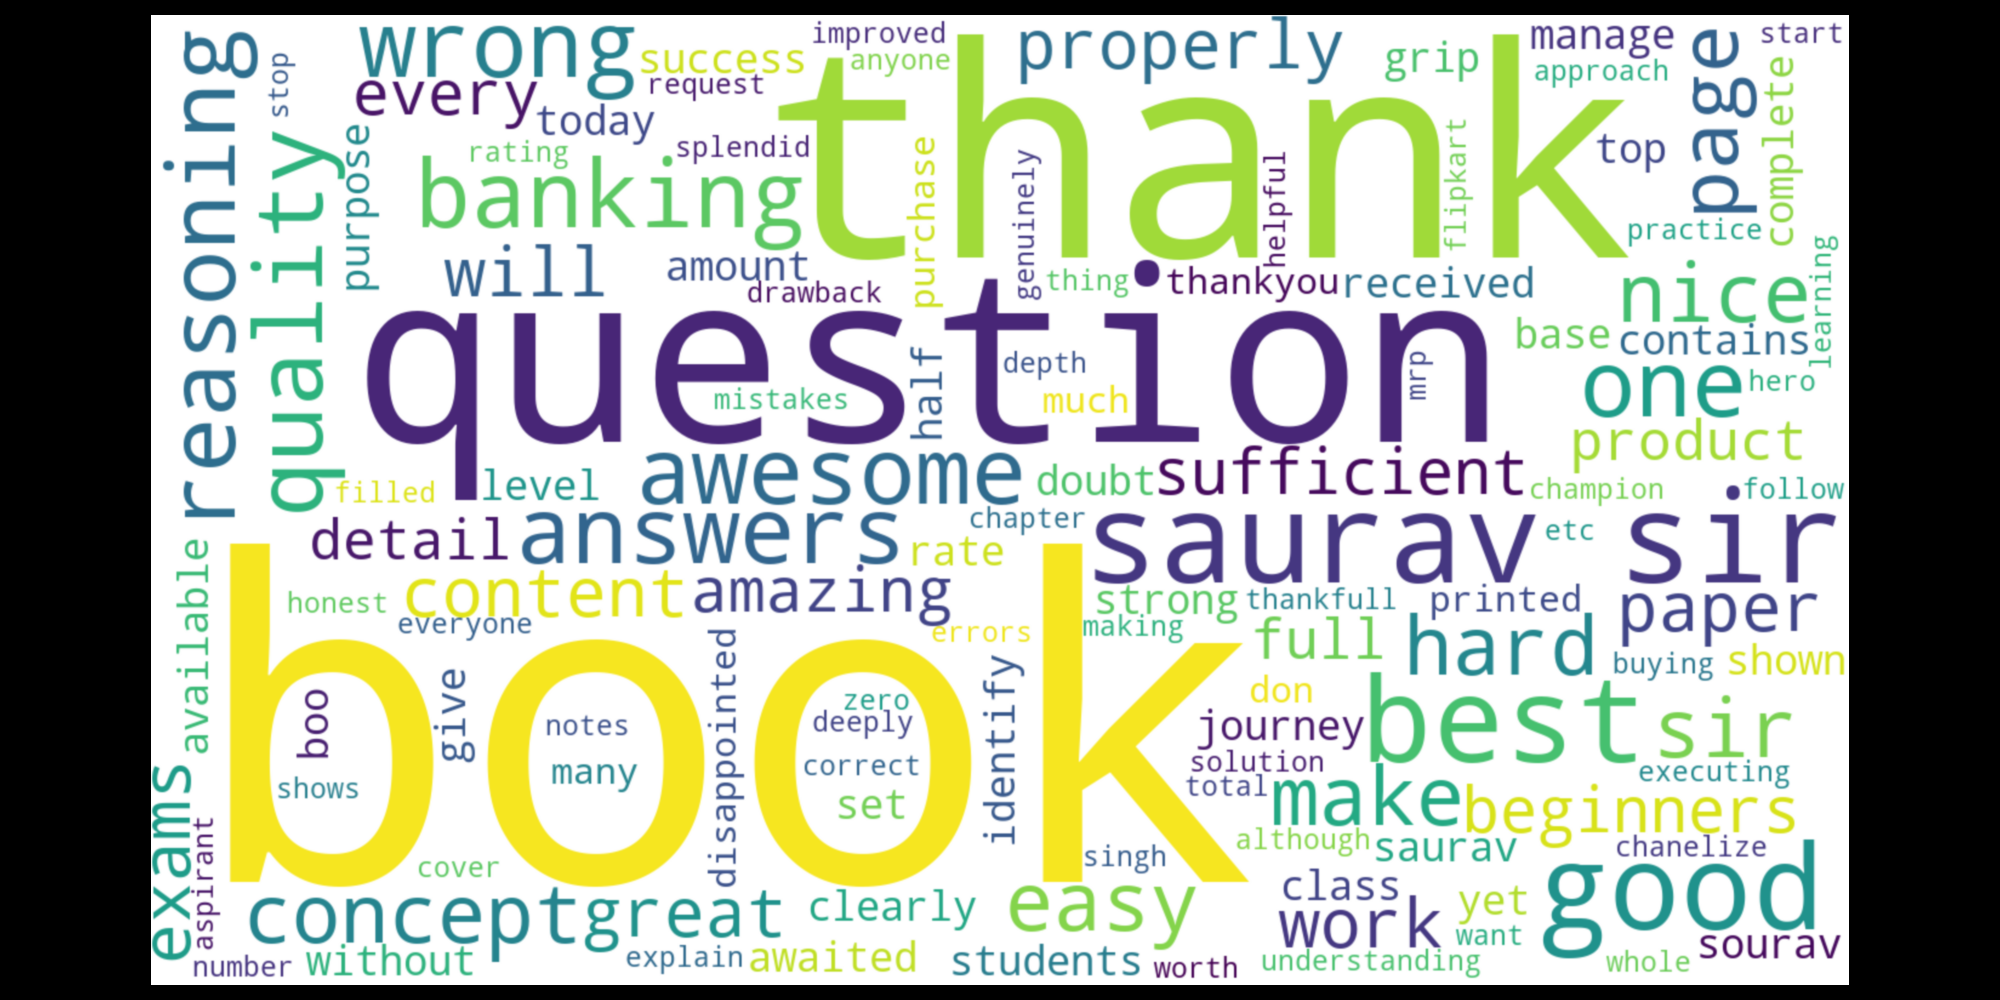 reasoning
stop
wrong
success
improved
anyone
thank
properly
grip
manage
approach
page
start
complete
every
request
quality
purpose
today
rating
splendid
banking
purchase
genuinely
helpful
flipkart
top
practice
learning
will
amount
drawback
thing
thankyou
received
nice
question
base
contains
half
depth
mrp
mistakes
much
one
hero
product
filled
level
awesome
doubt
sufficient
champion
follow
detail
answers
chapter
saurav sir
etc
available
book
rate
honest
content
amazing
everyone
errors
strong
making
thankfull
printed
paper
full
hard
buying
shown
boo
give
notes
disappointed
zero
deeply
identify
don
journey
best
sir
shows
many
correct
set
solution
total
executing
make
beginners
exams
aspirant
cover
singh
although
saurav
chanelize
good
concept
great
clearly
easy
class
work
yet
want
sourav
number
without
explain
awaited
students
worth
understanding
whole